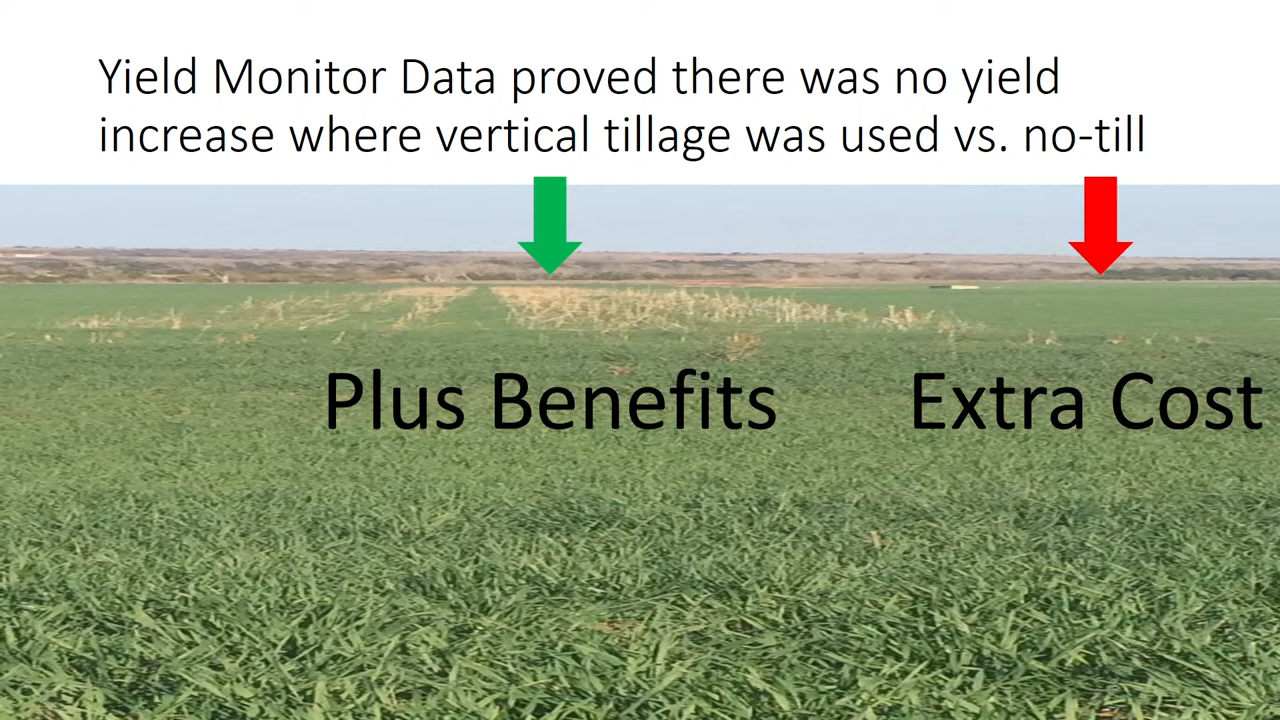 Yield Monitor Data proved there was no yield
increase where vertical tillage was used vs. no-till
Plus Benefits
Extra Cost